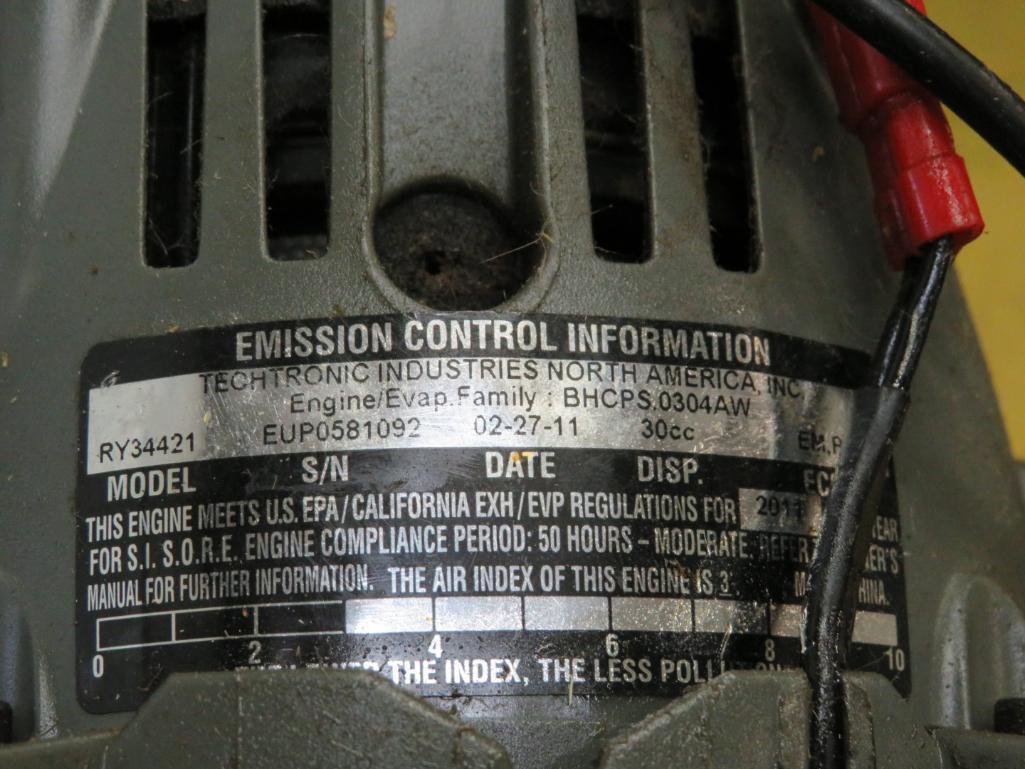 EMISSION CONTROL INFORMATION
TECHTRONIC INDUSTRIES NORTH AMERICA, INC.
Engine/Evap.Family : BHCPS.0304AW
RY34421 EUP0581092 02-27-11 30cc EM,
MODEL S/N DATE DISP.
THIS ENGINE MEETS U.S. EPA/CALIFORNIA EXH/EVP REGULATIONS FOR 2011
FOR S.I. S.O.R.E. ENGINE COMPLIANCE PERIOD: 50 HOURS – MODERATE. REFER
MANUAL FOR FURTHER INFORMATION. THE AIR INDEX OF THIS ENGINE IS 3.
0 2 4 6 8 10
THE INDEX, THE LESS POLLUTION